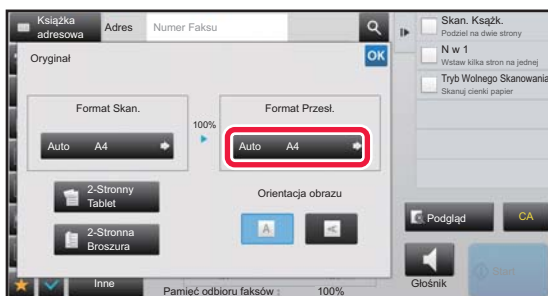 Książka
adresowa
Adres
Numer Faksu
Skan. Książk.
Podziel na dwie strony
N w 1
Wstaw kilka stron na jednej
Tryb Wolnego Skanowania
Skanuj cienki papier
Oryginał
OK
Format Skan.
100%
Format Przesł.
Auto A4
Auto A4
2-Stronny
Tablet
2-Stronna
Broszura
Orientacja obrazu
A
A
Podgląd
CA
Głośnik
Start
Inne
Pamięć odbioru faksów : 100%